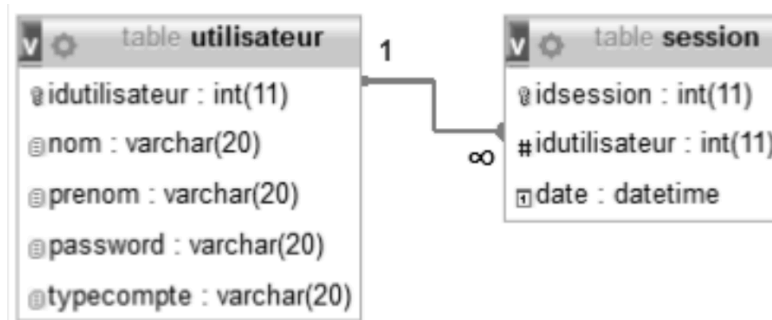 v table utilisateur
idutilisateur : int(11)
nom : varchar(20)
prenom : varchar(20)
password : varchar(20)
typecompte : varchar(20)
1
∞
v table session
idsession : int(11)
#idutilisateur : int(11)
date : datetime